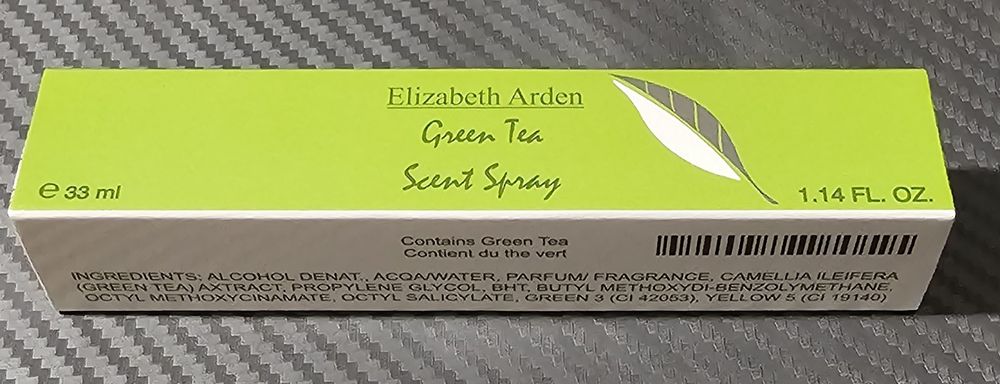 Elizabeth Arden
Green Tea
Scent Spray
e 33 ml
1.14 FL. OZ.
Contains Green Tea
Contient du the vert
INGREDIENTS: ALCOHOL DENAT., ACQA/WATER, PARFUM/ FRAGRANCE, CAMELLIA ILEIFERA
(GREEN TEA) AXTRACT, PROPYLENE GLYCOL, BHT, BUTYL METHOXYDI-BENZOLYMETHANE,
OCTYL METHOXYCINAMATE, OCTYL SALICYLATE, GREEN 3 (CI 42053), YELLOW 5 (CI 19140)